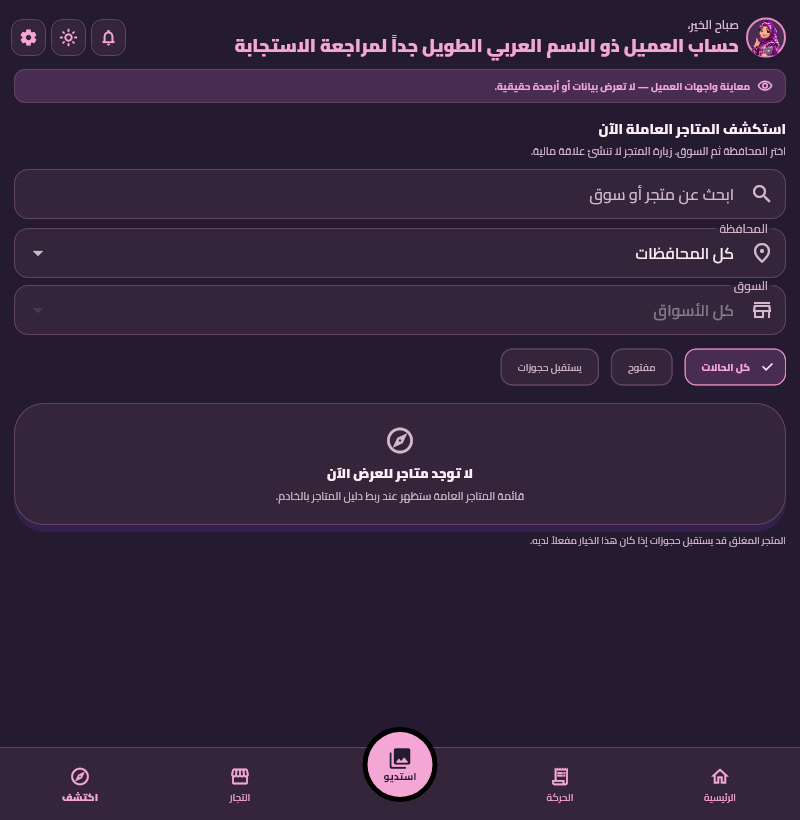 صباح الخير،
حساب العميل ذو الاسم العربي الطويل جداً لمراجعة الاستجابة
معاينة واجهات العميل — لا تعرض بيانات أو أرصدة حقيقية.
استكشف المتاجر العاملة الآن
اختر المحافظة ثم السوق. زيارة المتجر لا تنشئ علاقة مالية.
ابحث عن متجر أو سوق
المحافظة
كل المحافظات
السوق
كل الأسواق
كل الحالات
مفتوح
يستقبل حجوزات
لا توجد متاجر للعرض الآن
قائمة المتاجر العامة ستظهر عند ربط دليل المتاجر بالخادم.
المتجر المغلق قد يستقبل حجوزات إذا كان هذا الخيار مفعلاً لديه.
الرئيسية
الحركة
استديو
التجار
اكتشف